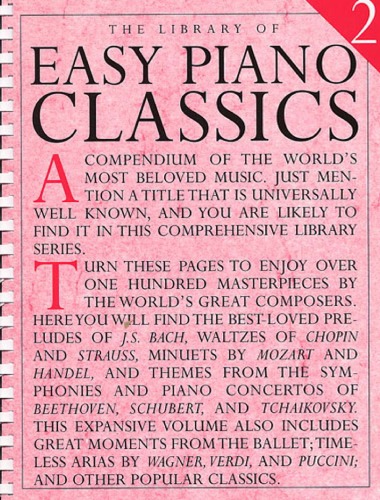 THE LIBRARY OF
2
EASY PIANO
CLASSICS
A COMPENDIUM OF THE WORLD'S
MOST BELOVED MUSIC. JUST MEN-
TION A TITLE THAT IS UNIVERSALLY
WELL KNOWN, AND YOU ARE LIKELY TO
FIND IT IN THIS COMPREHENSIVE LIBRARY
SERIES.
TURN THESE PAGES TO ENJOY OVER
ONE HUNDRED MASTERPIECES BY
THE WORLD'S GREAT COMPOSERS.
HERE YOU WILL FIND THE BEST-LOVED PRE-
LUDES OF J.S. BACH, WALTZES OF CHOPIN
AND STRAUSS, MINUETS BY MOZART AND
HANDEL, AND THEMES FROM THE SYM-
PHONIES AND PIANO CONCERTOS OF
BEETHOVEN, SCHUBERT, AND TCHAIKOVSKY.
THIS EXPANSIVE VOLUME ALSO INCLUDES
GREAT MOMENTS FROM THE BALLET; TIME-
LESS ARIAS BY WAGNER, VERDI, AND PUCCINI;
AND OTHER POPULAR CLASSICS.